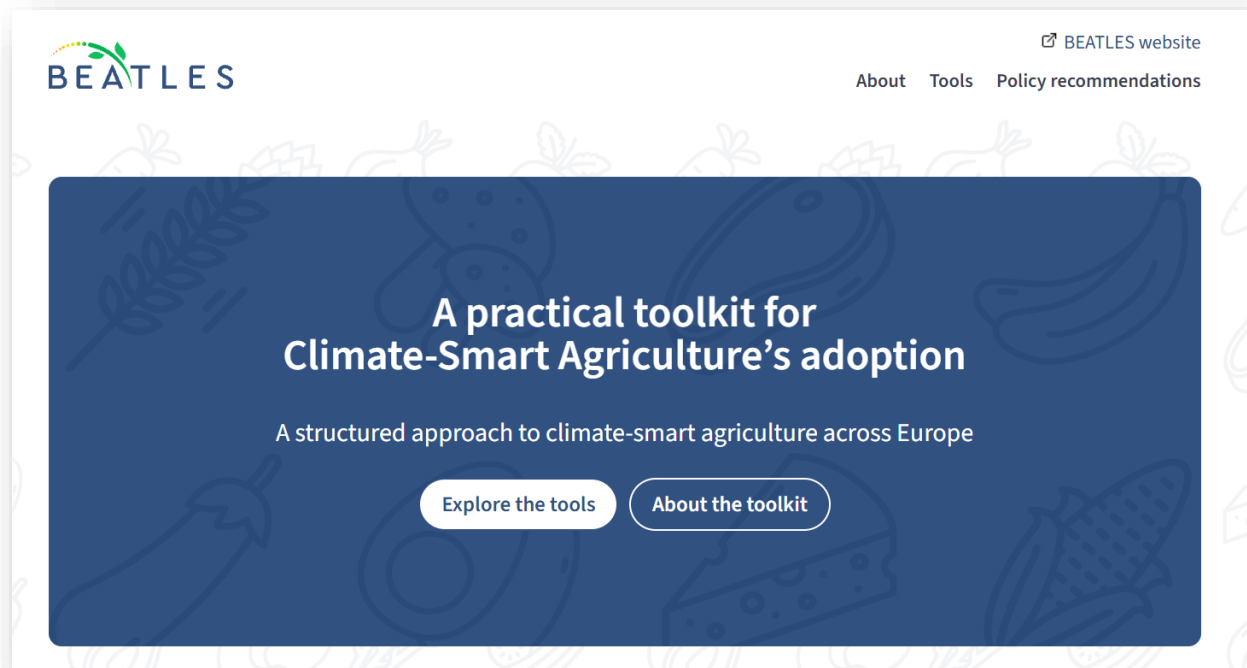 BEATLES
BEATLES website
About Tools Policy recommendations
A practical toolkit for
Climate-Smart Agriculture’s adoption
A structured approach to climate-smart agriculture across Europe
Explore the tools About the toolkit